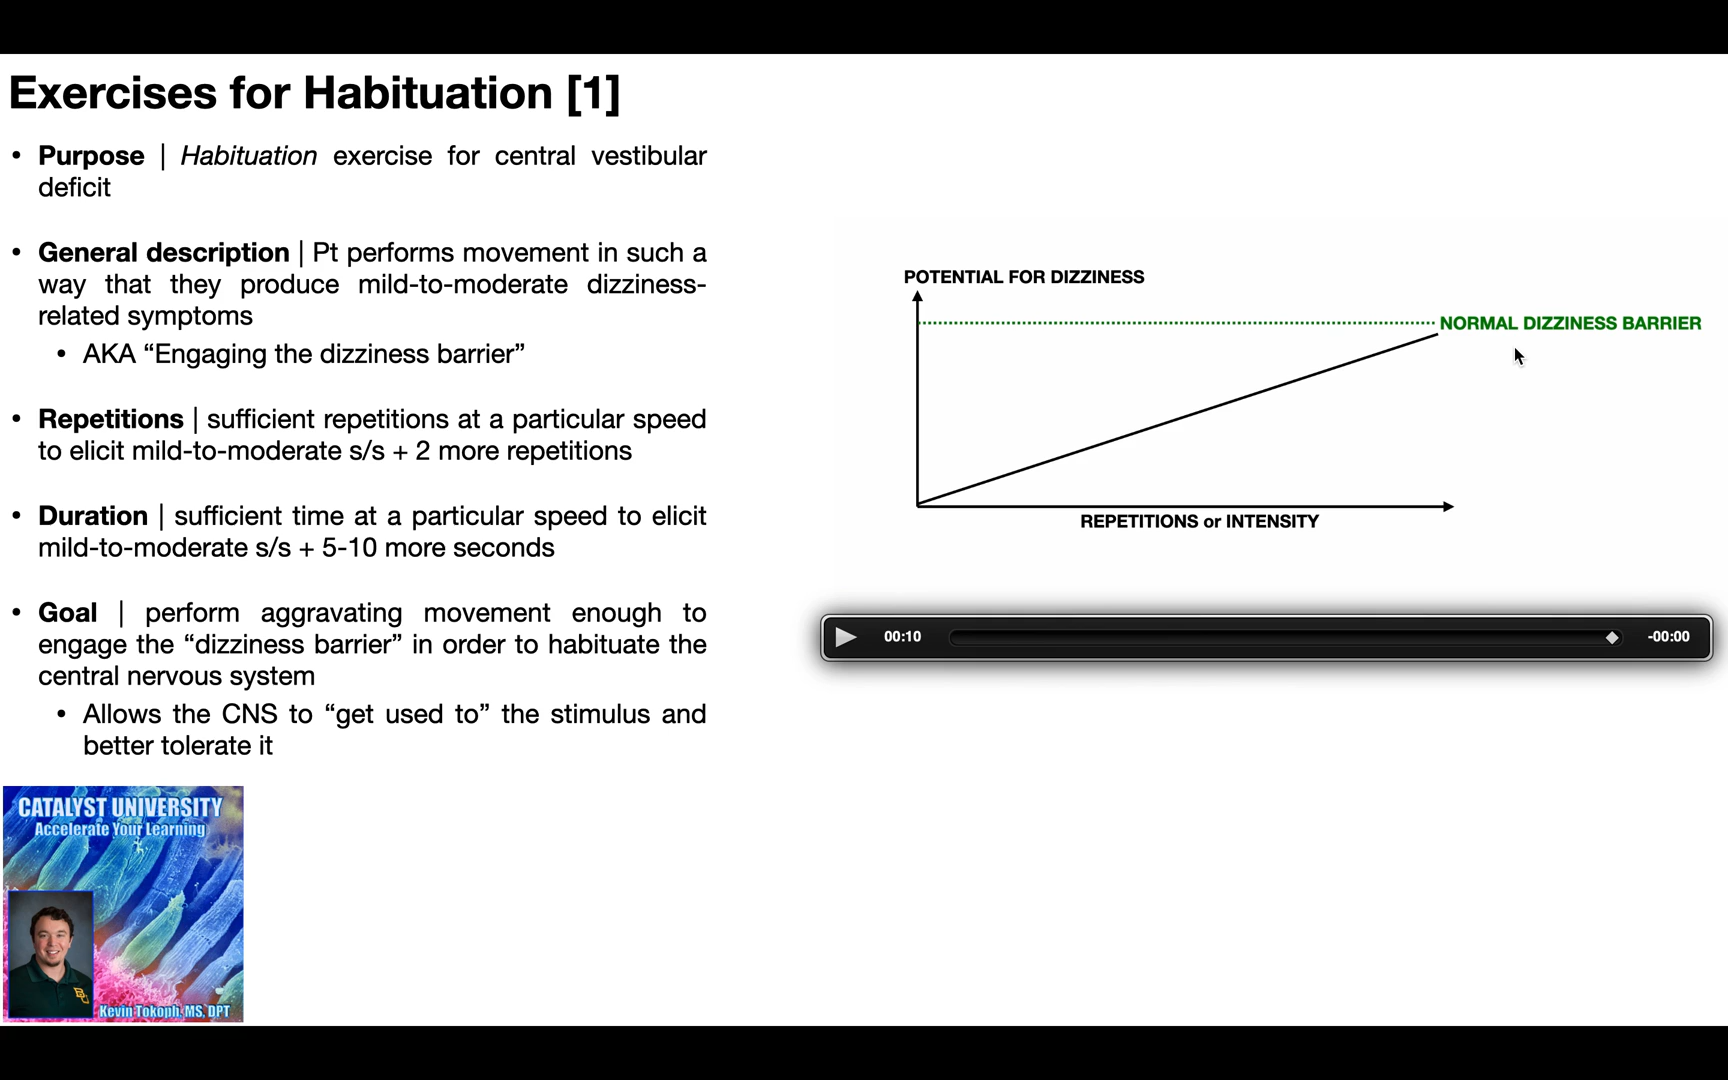 Exercises for Habituation [1]
• Purpose | Habituation exercise for central vestibular
deficit
• General description | Pt performs movement in such a
way that they produce mild-to-moderate dizziness-
related symptoms
• AKA “Engaging the dizziness barrier”
• Repetitions | sufficient repetitions at a particular speed
to elicit mild-to-moderate s/s + 2 more repetitions
• Duration | sufficient time at a particular speed to elicit
mild-to-moderate s/s + 5-10 more seconds
• Goal | perform aggravating movement enough to
engage the “dizziness barrier” in order to habituate the
central nervous system
• Allows the CNS to “get used to” the stimulus and
better tolerate it
POTENTIAL FOR DIZZINESS
NORMAL DIZZINESS BARRIER
REPETITIONS or INTENSITY
00:10
-00:00
CATALYST UNIVERSITY
Accelerate Your Learning
Kevin Tokoph, MS, DPT